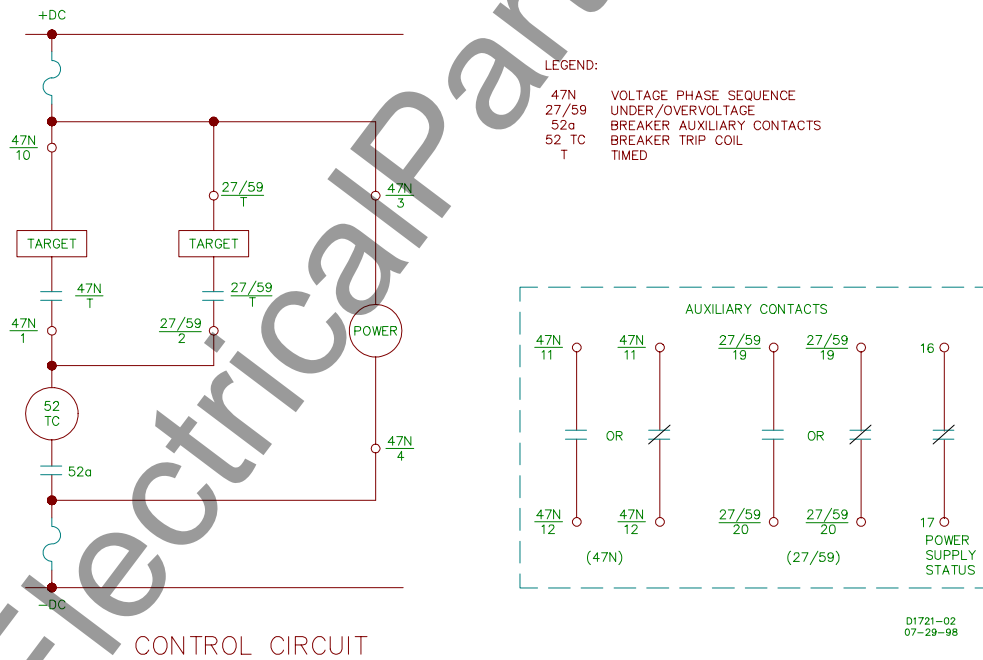 +DC
47N
10
27/59
T
47N
3
TARGET
TARGET
47N
T
27/59
T
47N
1
27/59
2
POWER
52
TC
52a
47N
4
-DC
CONTROL CIRCUIT
LEGEND:
47N VOLTAGE PHASE SEQUENCE
27/59 UNDER/OVERVOLTAGE
52a BREAKER AUXILIARY CONTACTS
52 TC BREAKER TRIP COIL
T TIMED
AUXILIARY CONTACTS
47N
11
47N
11
27/59
19
27/59
19
16
OR
OR
47N
12
47N
12
27/59
20
27/59
20
17
(47N)
(27/59)
POWER
SUPPLY
STATUS
D1721-02
07-29-98
ElectricalPar